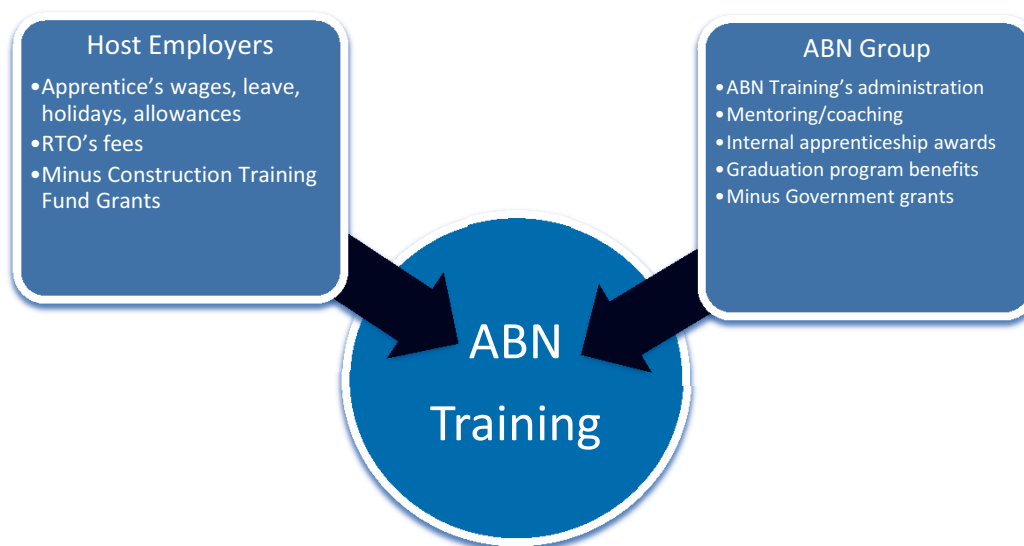 Host Employers
•Apprentice's wages, leave,
holidays, allowances
•RTO's fees
•Minus Construction Training
Fund Grants
ABN Group
•ABN Training's administration
•Mentoring/coaching
•Internal apprenticeship awards
•Graduation program benefits
•Minus Government grants
ABN
Training